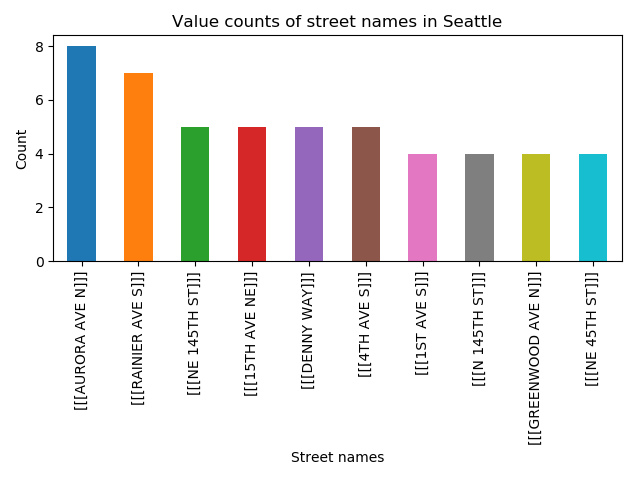 Value counts of street names in Seattle
Count
8
6
4
2
0
[[[AURORA AVE N]]]
[[[RAINIER AVE S]]]
[[[NE 145TH ST]]]
[[[15TH AVE NE]]]
[[[DENNY WAY]]]
[[[4TH AVE S]]]
[[[1ST AVE S]]]
[[[N 145TH ST]]]
[[[GREENWOOD AVE N]]]
[[[NE 45TH ST]]]
Street names